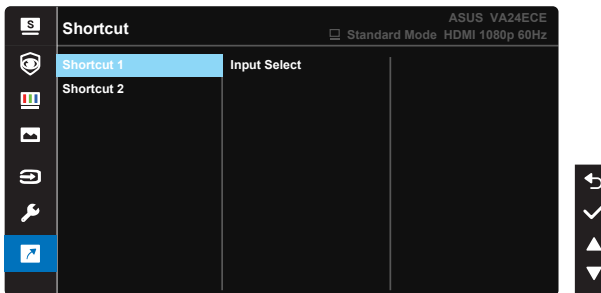 S
Shortcut
ASUS VA24ECE
Standard Mode HDMI 1080p 60Hz
Shortcut 1
Input Select
Shortcut 2